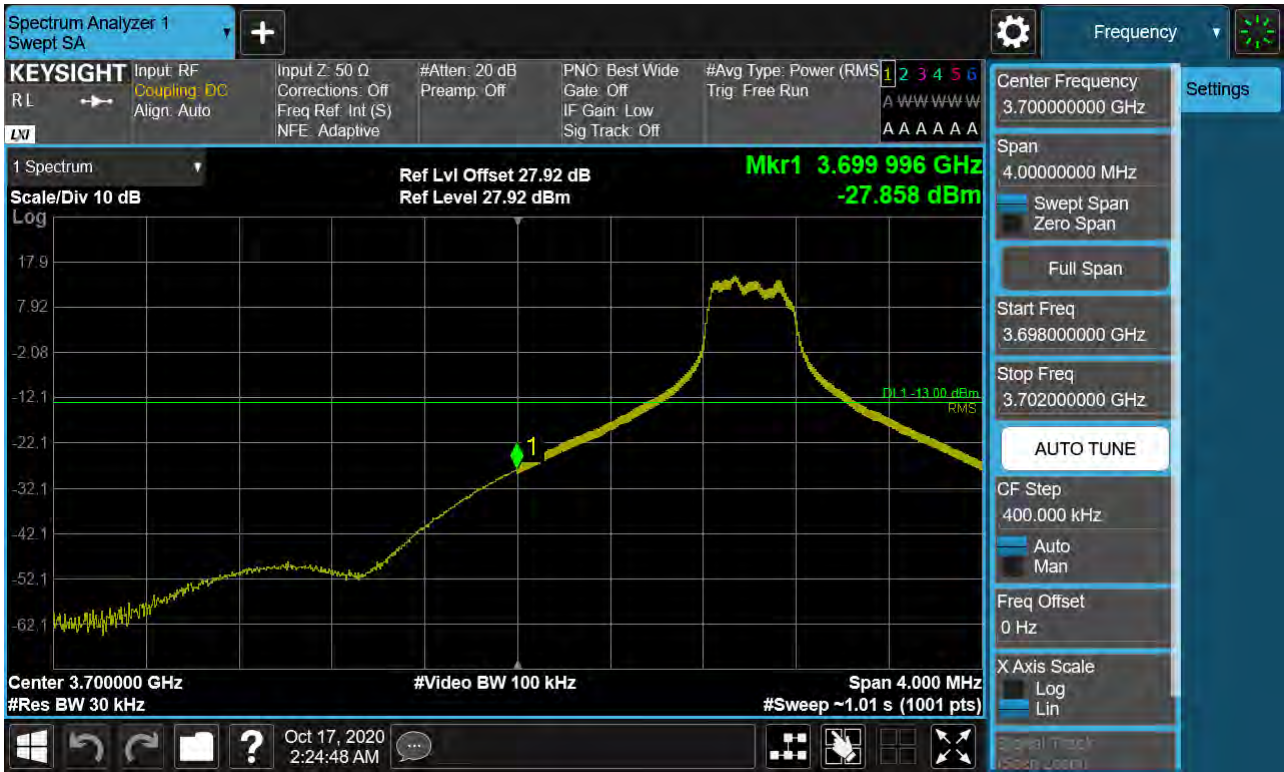 Spectrum Analyzer 1
Swept SA
Frequency
KEYSIGHT
RL
LXI
Input: RF
Coupling: DC
Align: Auto
Input Z: 50 Ω
Corrections: Off
Freq Ref: Int (S)
NFE: Adaptive
#Atten: 20 dB
Preamp: Off
PNO: Best Wide
Gate: Off
IF Gain: Low
Sig Track: Off
#Avg Type: Power (RMS
Trig: Free Run
1 2 3 4 5 6
A W W W W W
A A A A A A
1 Spectrum
Scale/Div 10 dB
Log
Ref Lvl Offset 27.92 dB
Ref Level 27.92 dBm
Mkr1 3.699 996 GHz
-27.858 dBm
17.9
7.92
-2.08
-12.1
-22.1
-32.1
-42.1
-52.1
-62.1
DL1 -13.00 dBm
RMS
1
Center 3.700000 GHz
#Res BW 30 kHz
#Video BW 100 kHz
Span 4.000 MHz
#Sweep ~1.01 s (1001 pts)
Oct 17, 2020
2:24:48 AM
Center Frequency
3.700000000 GHz
Settings
Span
4.00000000 MHz
Swept Span
Zero Span
Full Span
Start Freq
3.698000000 GHz
Stop Freq
3.702000000 GHz
AUTO TUNE
CF Step
400.000 kHz
Auto
Man
Freq Offset
0 Hz
X Axis Scale
Log
Lin
Signal Track
(Span Zoom)